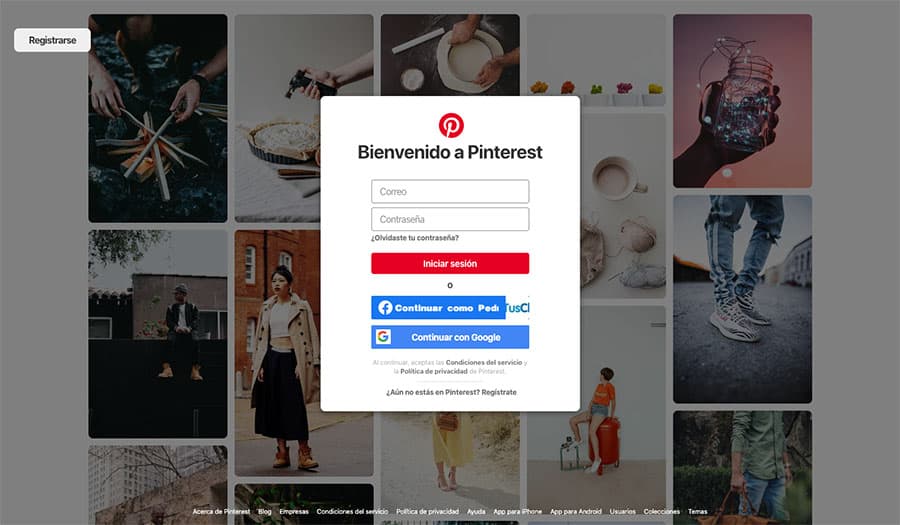 Registrarse
Bienvenido a Pinterest
Correo
Contraseña
¿Olvidaste tu contraseña?
Iniciar sesión
O
Continuar como
Continuar con Google
Al continuar, aceptas las Condiciones del servicio y
la Política de privacidad de Pinterest.
¿Aún no estás en Pinterest? Regístrate
Acerca de Pinterest Blog Empresas Condiciones del servicio Política de privacidad Ayuda App para iPhone App para Android Usuarios Colecciones Temas